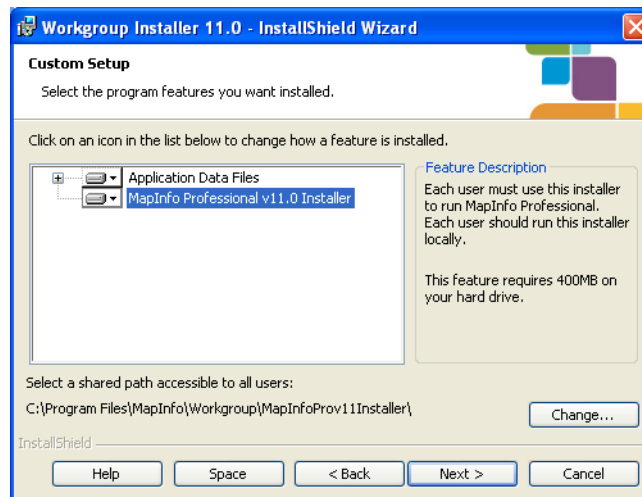 Workgroup Installer 11.0 - InstallShield Wizard
Custom Setup
Select the program features you want installed.
Click on an icon in the list below to change how a feature is installed.
Application Data Files
MapInfo Professional v11.0 Installer
Feature Description
Each user must use this installer
to run MapInfo Professional.
Each user should run this installer
locally.
This feature requires 400MB on
your hard drive.
Select a shared path accessible to all users:
C:\Program Files\MapInfo\Workgroup\MapInfoProv11Installer\
Change...
InstallShield
Help
Space
< Back
Next >
Cancel